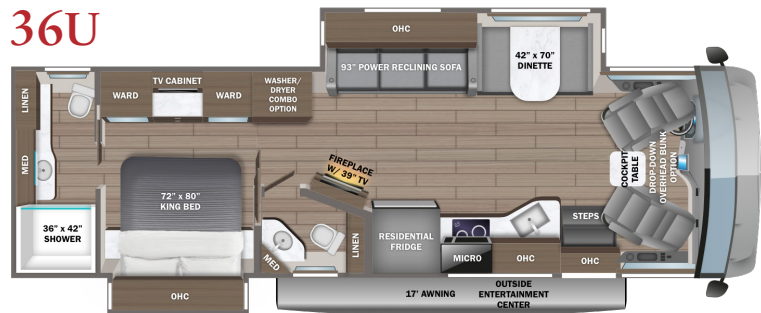 36U
OHC
93" POWER RECLINING SOFA
42" x 70"
DINETTE
TV CABINET
WARD
WARD
WASHER/
DRYER
COMBO
OPTION
LINEN
MED
72" x 80"
KING BED
36" x 42"
SHOWER
OHC
FIREPLACE
W/ 39" TV
MED
LINEN
RESIDENTIAL
FRIDGE
MICRO
OHC
STEPS
OHC
COCKPIT
TABLE
DROP-DOWN
OVERHEAD BUNK
OPTION
17' AWNING
OUTSIDE
ENTERTAINMENT
CENTER